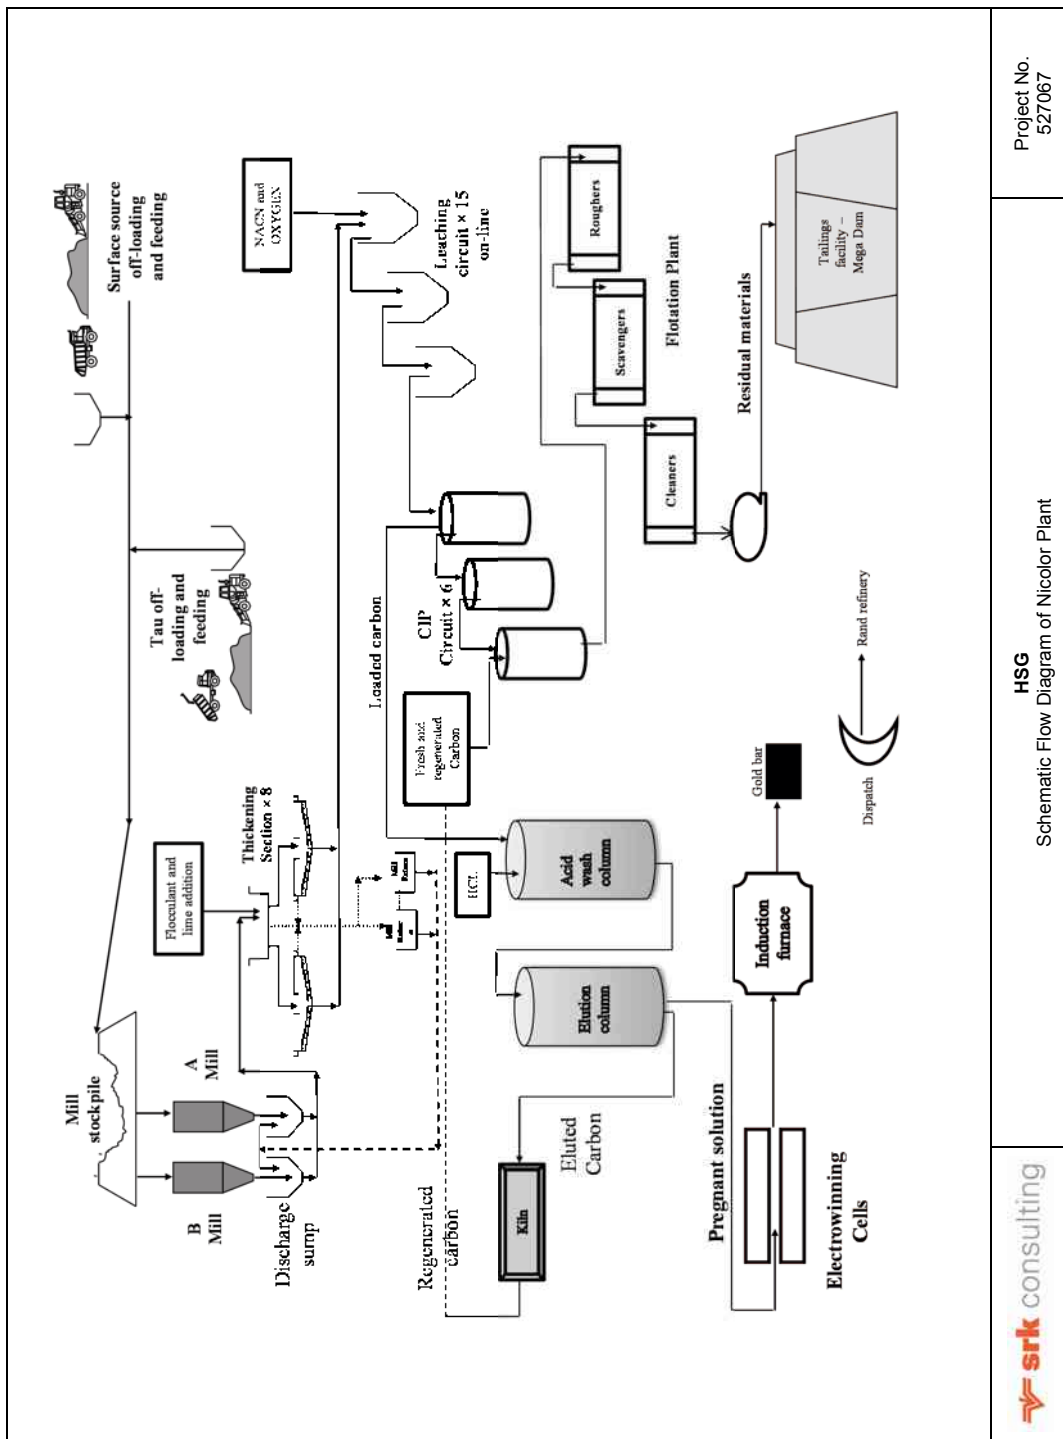 Surface source
off-loading
and feeding
Tau off-
loading and
feeding
Mill
stockpile
A
Mill
B
Mill
Discharge
sump
Flocculant and
lime addition
Thickening
Section × 8
NACN and
OXYGEN
Leaching
circuit × 15
on-line
Loaded carbon
CIP
Circuit × 6
Fresh and
regenerated
Carbon
HCL
Acid
wash
column
Elution
column
Eluted
Carbon
Kiln
Regenerated
carbon
Pregnant solution
Electrowinning
Cells
Induction
furnace
Gold bar
Dispatch
Rand refinery
Roughers
Scavengers
Cleaners
Flotation Plant
Residual materials
Tailings
facility –
Mega Dam
srk consulting
HSG
Schematic Flow Diagram of Nicolor Plant
Project No.
527067